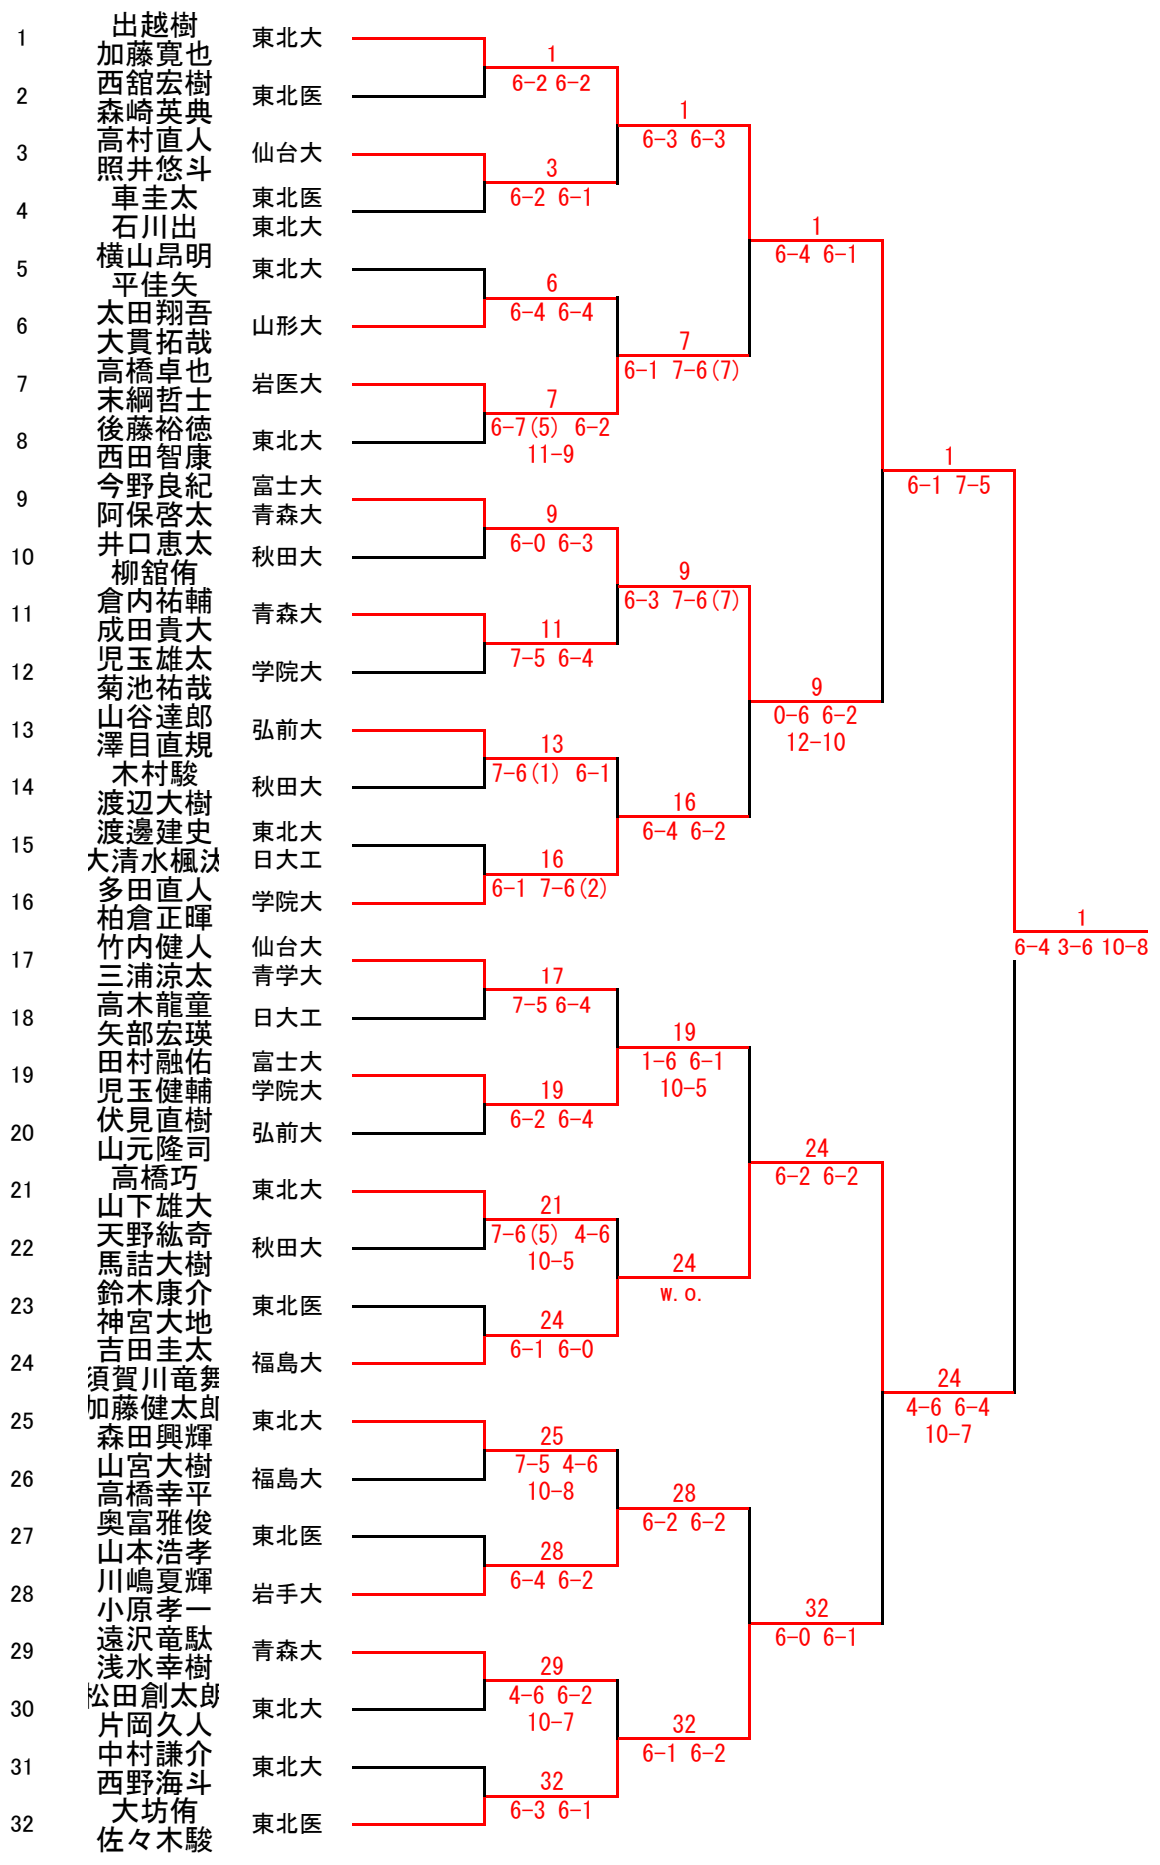 1 出越樹 東北大
加藤寛也
2 西舘宏樹 東北医
森崎英典
3 高村直人 仙台大
照井悠斗
4 車圭太 東北医
石川出 東北大
5 横山昂明 東北大
平佳矢
6 太田翔吾 山形大
大貫拓哉
7 高橋卓也 岩医大
末綱哲士
8 後藤裕徳 東北大
西田智康
9 今野良紀 富士大
阿保啓太 青森大
10 井口恵太 秋田大
柳舘侑
11 倉内祐輔 青森大
成田貴大
12 児玉雄太 学院大
菊池祐哉
13 山谷達郎 弘前大
澤目直規
14 木村駿 秋田大
渡辺大樹
15 渡邊建史 東北大
大清水楓汰 日大工
16 多田直人 学院大
柏倉正暉
17 竹内健人 仙台大
三浦涼太 青学大
18 高木龍童 日大工
矢部宏瑛
19 田村融佑 富士大
児玉健輔 学院大
20 伏見直樹 弘前大
山元隆司
21 高橋巧 東北大
山下雄大
22 天野紘奇 秋田大
馬詰大樹
23 鈴木康介 東北医
神宮大地
24 吉田圭太 福島大
須賀川竜舞
25 加藤健太郎 東北大
森田興輝
26 山宮大樹 福島大
高橋幸平
27 奥富雅俊 東北医
山本浩孝
28 川嶋夏輝 岩手大
小原孝一
29 遠沢竜駄 青森大
浅水幸樹
30 松田創太朗 東北大
片岡久人
31 中村謙介 東北大
西野海斗
32 大坊侑 東北医
佐々木駿
1
6-2 6-2
3
6-2 6-1
6
6-4 6-4
7
6-7(5) 6-2
11-9
9
6-0 6-3
11
7-5 6-4
13
7-6(1) 6-1
16
6-1 7-6(2)
17
7-5 6-4
19
6-2 6-4
21
7-6(5) 4-6
10-5
24
6-1 6-0
25
7-5 4-6
10-8
28
6-4 6-2
29
4-6 6-2
10-7
32
6-3 6-1
1
6-3 6-3
7
6-1 7-6(7)
9
6-3 7-6(7)
16
6-4 6-2
19
1-6 6-1
10-5
24
w.o.
28
6-2 6-2
32
6-1 6-2
1
6-4 6-1
9
0-6 6-2
12-10
24
6-2 6-2
32
6-0 6-1
1
6-1 7-5
24
4-6 6-4
10-7
1
6-4 3-6 10-8